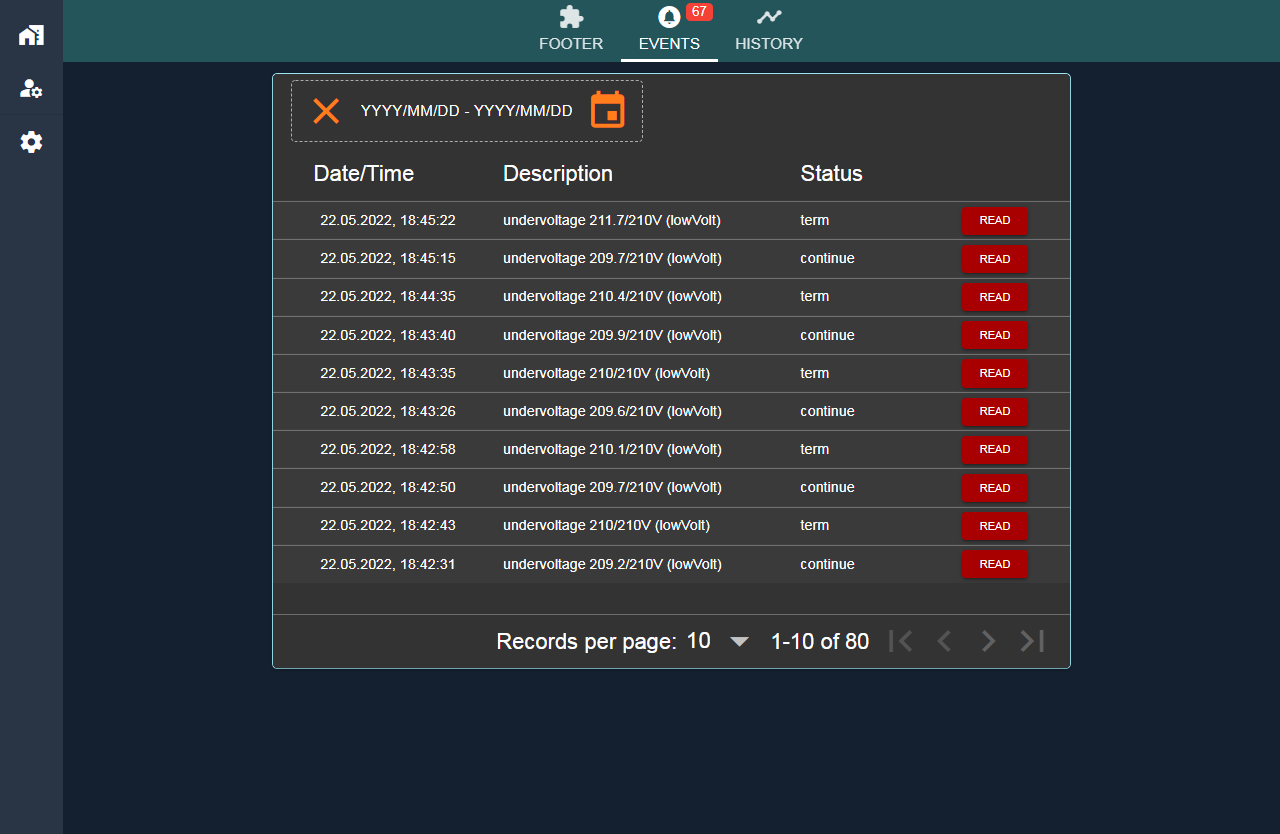 67
FOOTER EVENTS HISTORY
YYYY/MM/DD - YYYY/MM/DD
Date/Time Description Status
22.05.2022, 18:45:22 undervoltage 211.7/210V (lowVolt) term READ
22.05.2022, 18:45:15 undervoltage 209.7/210V (lowVolt) continue READ
22.05.2022, 18:44:35 undervoltage 210.4/210V (lowVolt) term READ
22.05.2022, 18:43:40 undervoltage 209.9/210V (lowVolt) continue READ
22.05.2022, 18:43:35 undervoltage 210/210V (lowVolt) term READ
22.05.2022, 18:43:26 undervoltage 209.6/210V (lowVolt) continue READ
22.05.2022, 18:42:58 undervoltage 210.1/210V (lowVolt) term READ
22.05.2022, 18:42:50 undervoltage 209.7/210V (lowVolt) continue READ
22.05.2022, 18:42:43 undervoltage 210/210V (lowVolt) term READ
22.05.2022, 18:42:31 undervoltage 209.2/210V (lowVolt) continue READ
Records per page: 10 1-10 of 80